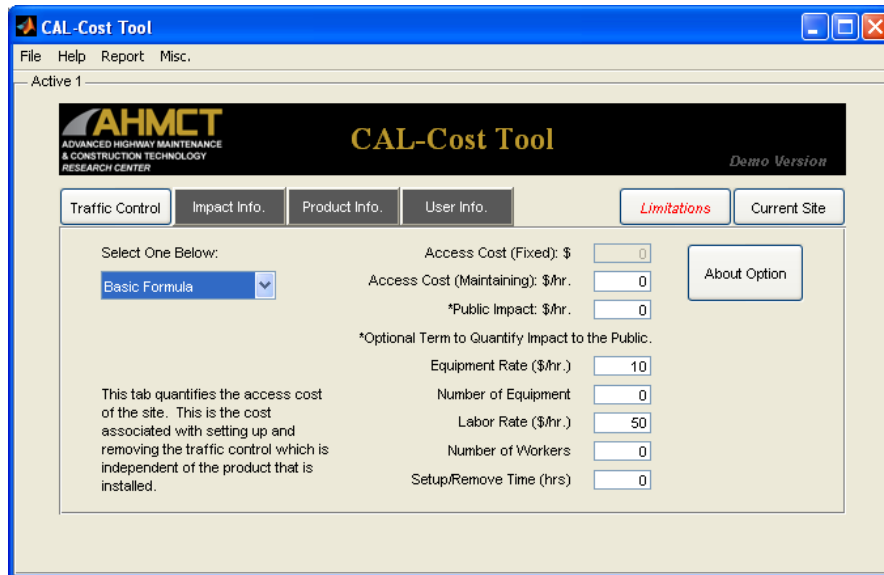 CAL-Cost Tool
File Help Report Misc.
Active 1
AHMCT
ADVANCED HIGHWAY MAINTENANCE
& CONSTRUCTION TECHNOLOGY
RESEARCH CENTER
CAL-Cost Tool
Demo Version
Traffic Control Impact Info. Product Info. User Info. Limitations Current Site
Select One Below:
Basic Formula
Access Cost (Fixed): $ 0
Access Cost (Maintaining): $/hr. 0
*Public Impact: $/hr. 0
*Optional Term to Quantify Impact to the Public.
Equipment Rate ($/hr.) 10
Number of Equipment 0
Labor Rate ($/hr.) 50
Number of Workers 0
Setup/Remove Time (hrs) 0
About Option
This tab quantifies the access cost
of the site. This is the cost
associated with setting up and
removing the traffic control which is
independent of the product that is
installed.